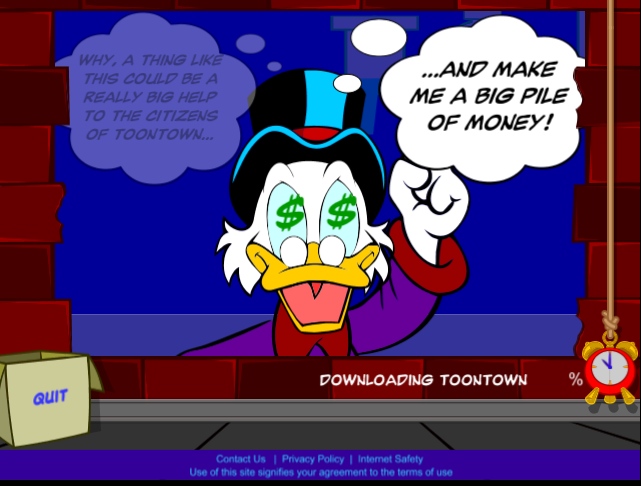 WHY, A THING LIKE
THIS COULD BE A
REALLY BIG HELP
TO THE CITIZENS
OF TOONTOWN...
...AND MAKE
ME A BIG PILE
OF MONEY!
$ $
DOWNLOADING TOONTOWN %
QUIT
Contact Us | Privacy Policy | Internet Safety
Use of this site signifies your agreement to the terms of use